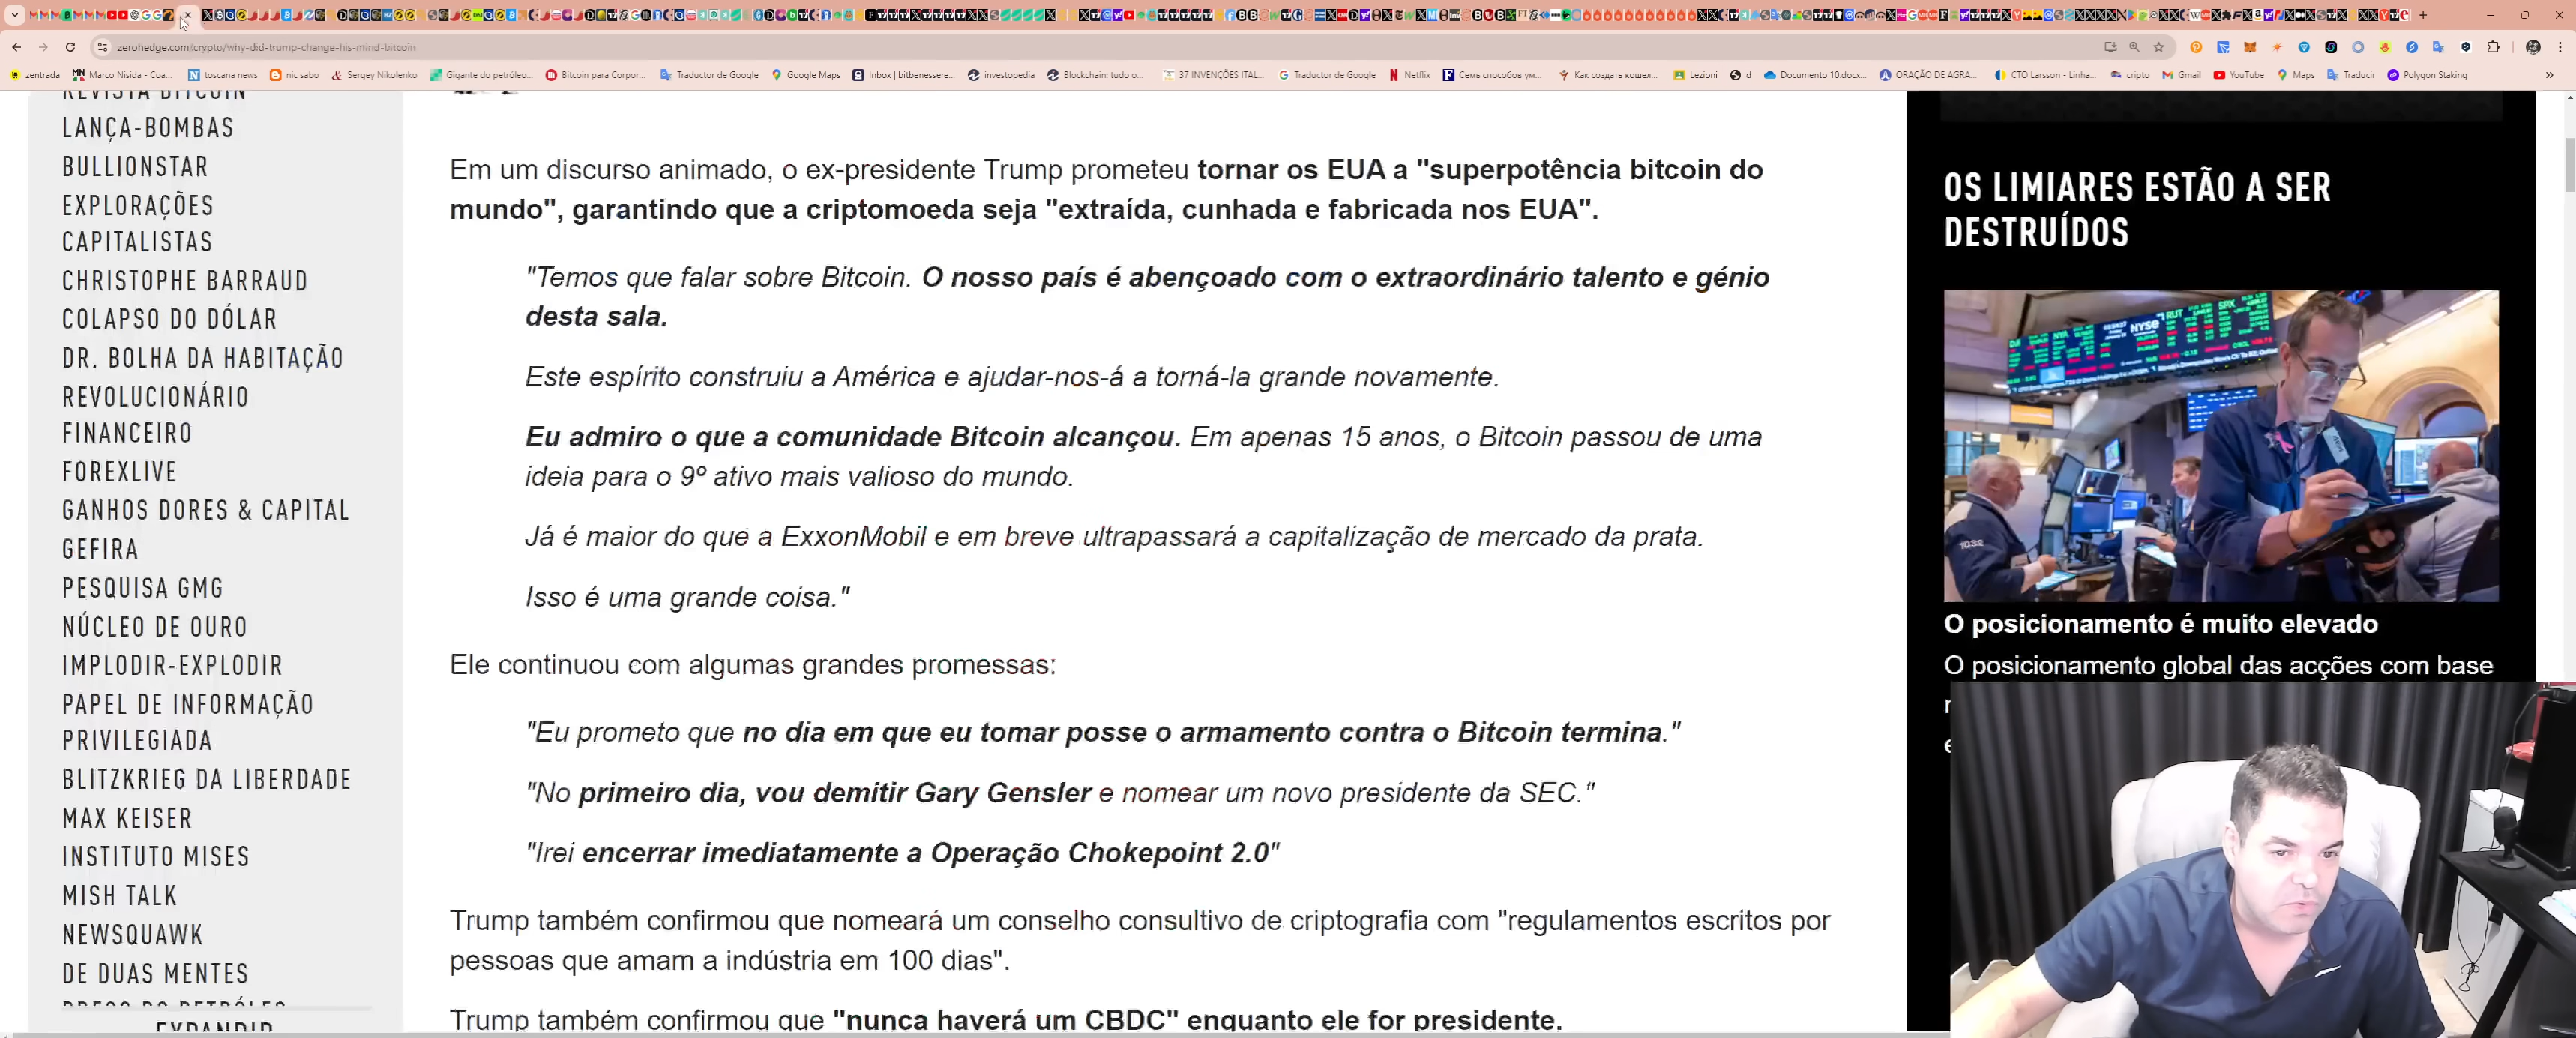 zerohedge.com/crypto/why-did-trump-change-his-mind-bitcoin
zentrada
Marco Nisida - Coa...
toscana news
nic sabo
Sergey Nikolenko
Gigante do petróleo...
Bitcoin para Corpor...
Traductor de Google
Google Maps
Inbox | bitbenessere...
investopedia
Blockchain: tudo o...
37 INVENÇÕES ITAL...
Traductor de Google
Netflix
Семь способов ум...
Как создать кошел...
Lezioni
d
Documento 10.docx...
ORAÇÃO DE AGRA...
CTO Larsson - Linha...
cripto
Gmail
YouTube
Maps
Traducir
Polygon Staking
REVISTA BITCOIN
LANÇA-BOMBAS
BULLIONSTAR
EXPLORAÇÕES
CAPITALISTAS
CHRISTOPHE BARRAUD
COLAPSO DO DÓLAR
DR. BOLHA DA HABITAÇÃO
REVOLUCIONÁRIO
FINANCEIRO
FOREXLIVE
GANHOS DORES & CAPITAL
GEFIRA
PESQUISA GMG
NÚCLEO DE OURO
IMPLODIR-EXPLODIR
PAPEL DE INFORMAÇÃO
PRIVILEGIADA
BLITZKRIEG DA LIBERDADE
MAX KEISER
INSTITUTO MISES
MISH TALK
NEWSQUAWK
DE DUAS MENTES
PREÇO DO PETRÓLEO
EXPANDIR
Em um discurso animado, o ex-presidente Trump prometeu tornar os EUA a "superpotência bitcoin do
mundo", garantindo que a criptomoeda seja "extraída, cunhada e fabricada nos EUA".
"Temos que falar sobre Bitcoin. O nosso país é abençoado com o extraordinário talento e génio
desta sala.
Este espírito construiu a América e ajudar-nos-á a torná-la grande novamente.
Eu admiro o que a comunidade Bitcoin alcançou. Em apenas 15 anos, o Bitcoin passou de uma
ideia para o 9º ativo mais valioso do mundo.
Já é maior do que a ExxonMobil e em breve ultrapassará a capitalização de mercado da prata.
Isso é uma grande coisa."
Ele continuou com algumas grandes promessas:
"Eu prometo que no dia em que eu tomar posse o armamento contra o Bitcoin termina."
"No primeiro dia, vou demitir Gary Gensler e nomear um novo presidente da SEC."
"Irei encerrar imediatamente a Operação Chokepoint 2.0"
Trump também confirmou que nomeará um conselho consultivo de criptografia com "regulamentos escritos por
pessoas que amam a indústria em 100 dias".
Trump também confirmou que "nunca haverá um CBDC" enquanto ele for presidente.
OS LIMIARES ESTÃO A SER
DESTRUÍDOS
NYSE
RUT
SPX
1032
O posicionamento é muito elevado
O posicionamento global das acções com base